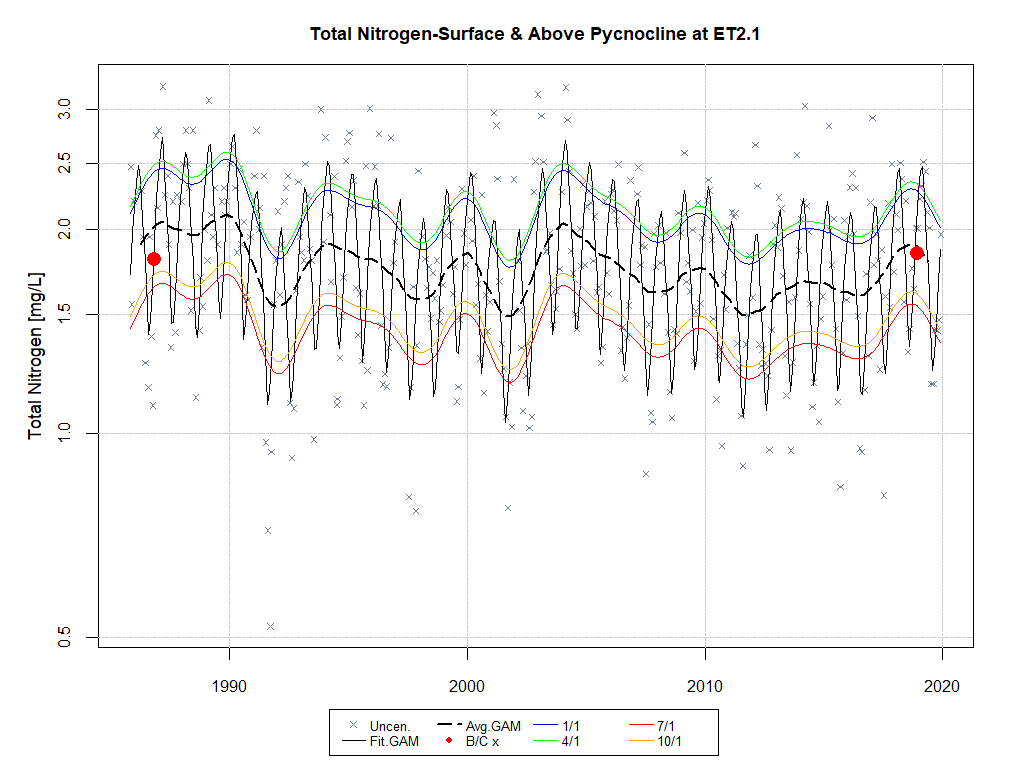 Total Nitrogen-Surface & Above Pycnocline at ET2.1
Total Nitrogen [mg/L]
3.0
2.5
2.0
1.5
1.0
0.5
1990 2000 2010 2020
Uncen. Avg.GAM 1/1 7/1
Fit.GAM B/C x 4/1 10/1